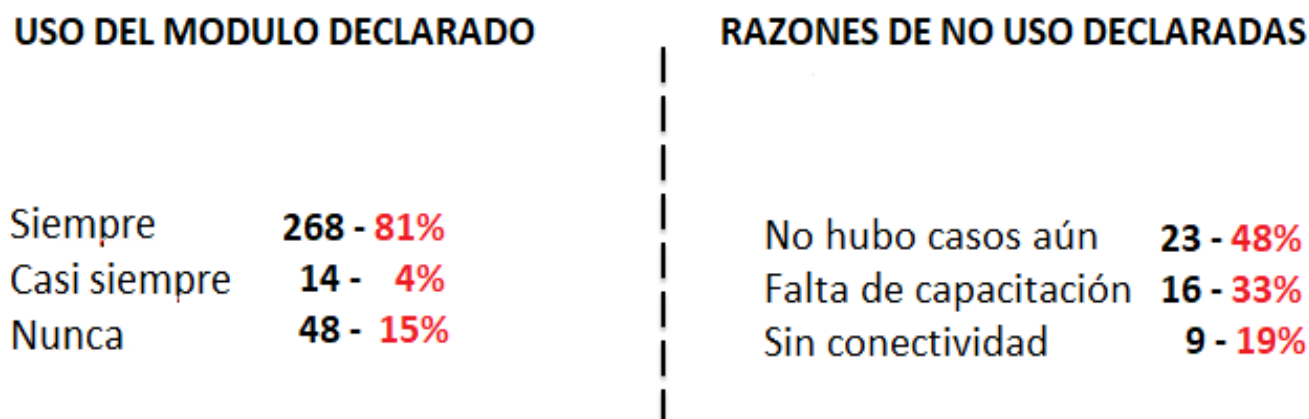 USO DEL MODULO DECLARADO
Siempre 268 - 81%
Casi siempre 14 - 4%
Nunca 48 - 15%
RAZONES DE NO USO DECLARADAS
No hubo casos aún 23 - 48%
Falta de capacitación 16 - 33%
Sin conectividad 9 - 19%